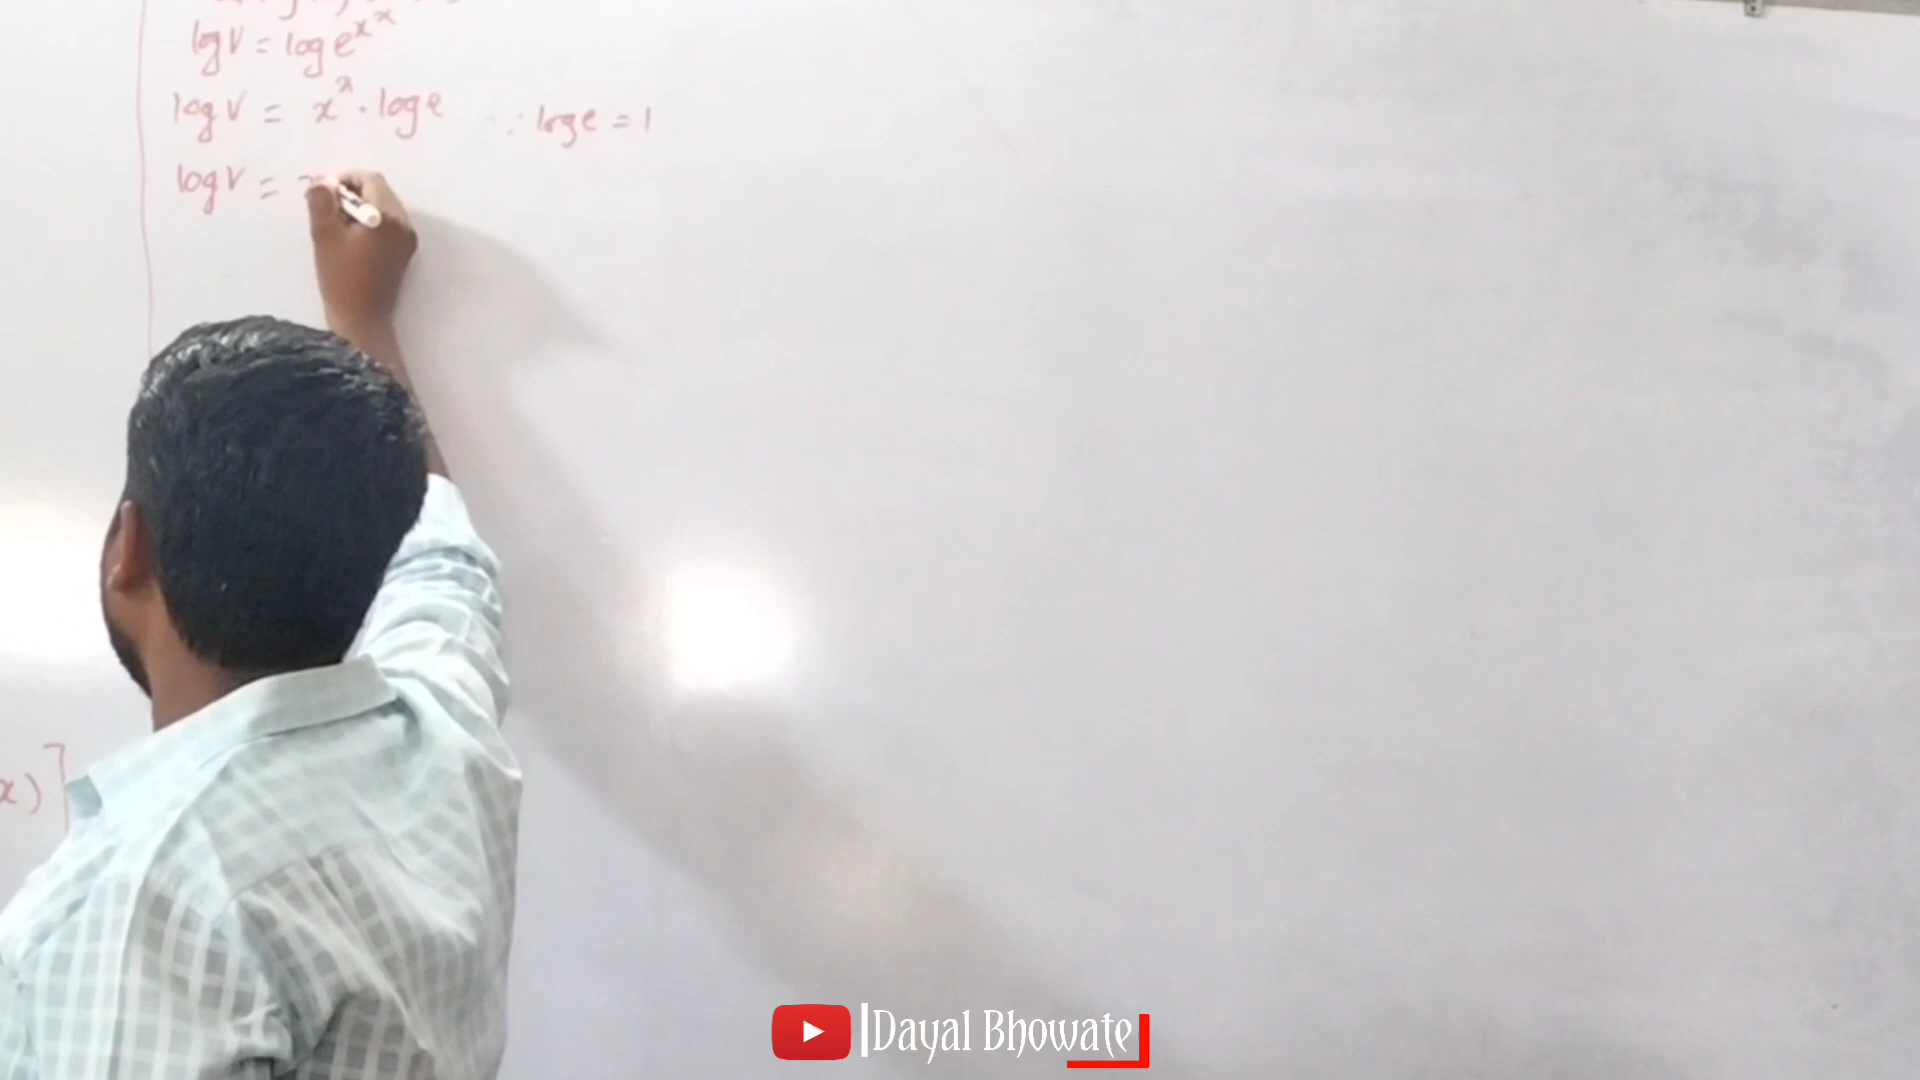 log V = log e^x^x
log V = x^x · log e ∵ log e = 1
log V = x
x) ]
Dayal Bhowate